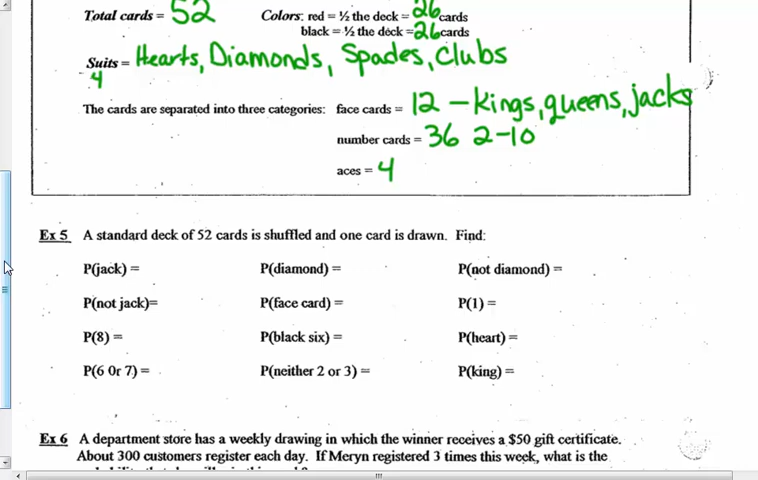 Total cards = 52 Colors: red = ½ the deck = 26 cards
black = ½ the deck = 26 cards
Suits = Hearts, Diamonds, Spades, Clubs
4
The cards are separated into three categories: face cards = 12 - kings, queens, jacks
number cards = 36 2-10
aces = 4
Ex 5 A standard deck of 52 cards is shuffled and one card is drawn. Find:
P(jack) = P(diamond) = P(not diamond) =
P(not jack)= P(face card) = P(1) =
P(8) = P(black six) = P(heart) =
P(6 0r 7) = P(neither 2 or 3) = P(king) =
Ex 6 A department store has a weekly drawing in which the winner receives a $50 gift certificate.
About 300 customers register each day. If Meryn registered 3 times this week, what is the